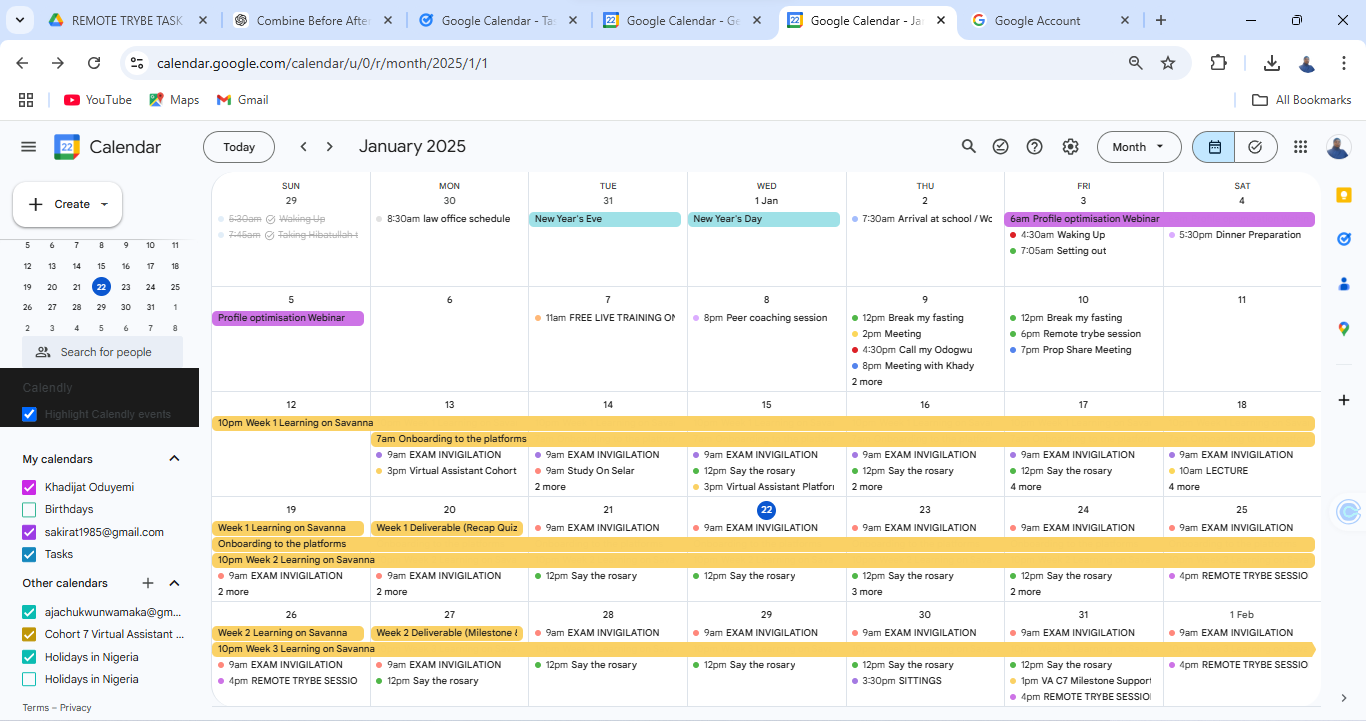 REMOTE TRYBE TASK
Combine Before Afte
Google Calendar - Tas
Google Calendar - Ge
Google Calendar - Ja
Google Account
calendar.google.com/calendar/u/0/r/month/2025/1/1
YouTube
Maps
Gmail
All Bookmarks
22
Calendar
Today
January 2025
Month
Create
5 6 7 8 9 10 11
12 13 14 15 16 17 18
19 20 21 22 23 24 25
26 27 28 29 30 31 1
2 3 4 5 6 7 8
Search for people
Calendly
Highlight Calendly events
My calendars
Khadijat Oduyemi
Birthdays
sakirat1985@gmail.com
Tasks
Other calendars
ajachukwunwamaka@gm...
Cohort 7 Virtual Assistant ...
Holidays in Nigeria
Holidays in Nigeria
Terms – Privacy
SUN MON TUE WED THU FRI SAT
29 30 31 1 Jan 2 3 4
5:30am Waking Up
7:45am Taking Hibatullah t
8:30am law office schedule
New Year's Eve
New Year's Day
7:30am Arrival at school / Wo
6am Profile optimisation Webinar
4:30am Waking Up
7:05am Setting out
5:30pm Dinner Preparation
5 6 7 8 9 10 11
Profile optimisation Webinar
11am FREE LIVE TRAINING ON
8pm Peer coaching session
12pm Break my fasting
2pm Meeting
4:30pm Call my Odogwu
8pm Meeting with Khady
2 more
12pm Break my fasting
6pm Remote trybe session
7pm Prop Share Meeting
12 13 14 15 16 17 18
10pm Week 1 Learning on Savanna
7am Onboarding to the platforms
9am EXAM INVIGILATION
3pm Virtual Assistant Cohort
9am EXAM INVIGILATION
9am Study On Selar
2 more
9am EXAM INVIGILATION
12pm Say the rosary
3pm Virtual Assistant Platforr
9am EXAM INVIGILATION
12pm Say the rosary
2 more
9am EXAM INVIGILATION
12pm Say the rosary
4 more
9am EXAM INVIGILATION
10am LECTURE
4 more
19 20 21 22 23 24 25
Week 1 Learning on Savanna
Week 1 Deliverable (Recap Quiz
9am EXAM INVIGILATION
9am EXAM INVIGILATION
9am EXAM INVIGILATION
9am EXAM INVIGILATION
9am EXAM INVIGILATION
Onboarding to the platforms
10pm Week 2 Learning on Savanna
9am EXAM INVIGILATION
2 more
9am EXAM INVIGILATION
2 more
12pm Say the rosary
12pm Say the rosary
12pm Say the rosary
3 more
12pm Say the rosary
2 more
4pm REMOTE TRYBE SESSIO
26 27 28 29 30 31 1 Feb
Week 2 Learning on Savanna
Week 2 Deliverable (Milestone &
9am EXAM INVIGILATION
9am EXAM INVIGILATION
9am EXAM INVIGILATION
9am EXAM INVIGILATION
9am EXAM INVIGILATION
10pm Week 3 Learning on Savanna
9am EXAM INVIGILATION
4pm REMOTE TRYBE SESSIO
9am EXAM INVIGILATION
12pm Say the rosary
12pm Say the rosary
12pm Say the rosary
12pm Say the rosary
3:30pm SITTINGS
12pm Say the rosary
1pm VA C7 Milestone Support
4pm REMOTE TRYBE SESSIO
4pm REMOTE TRYBE SESSIO